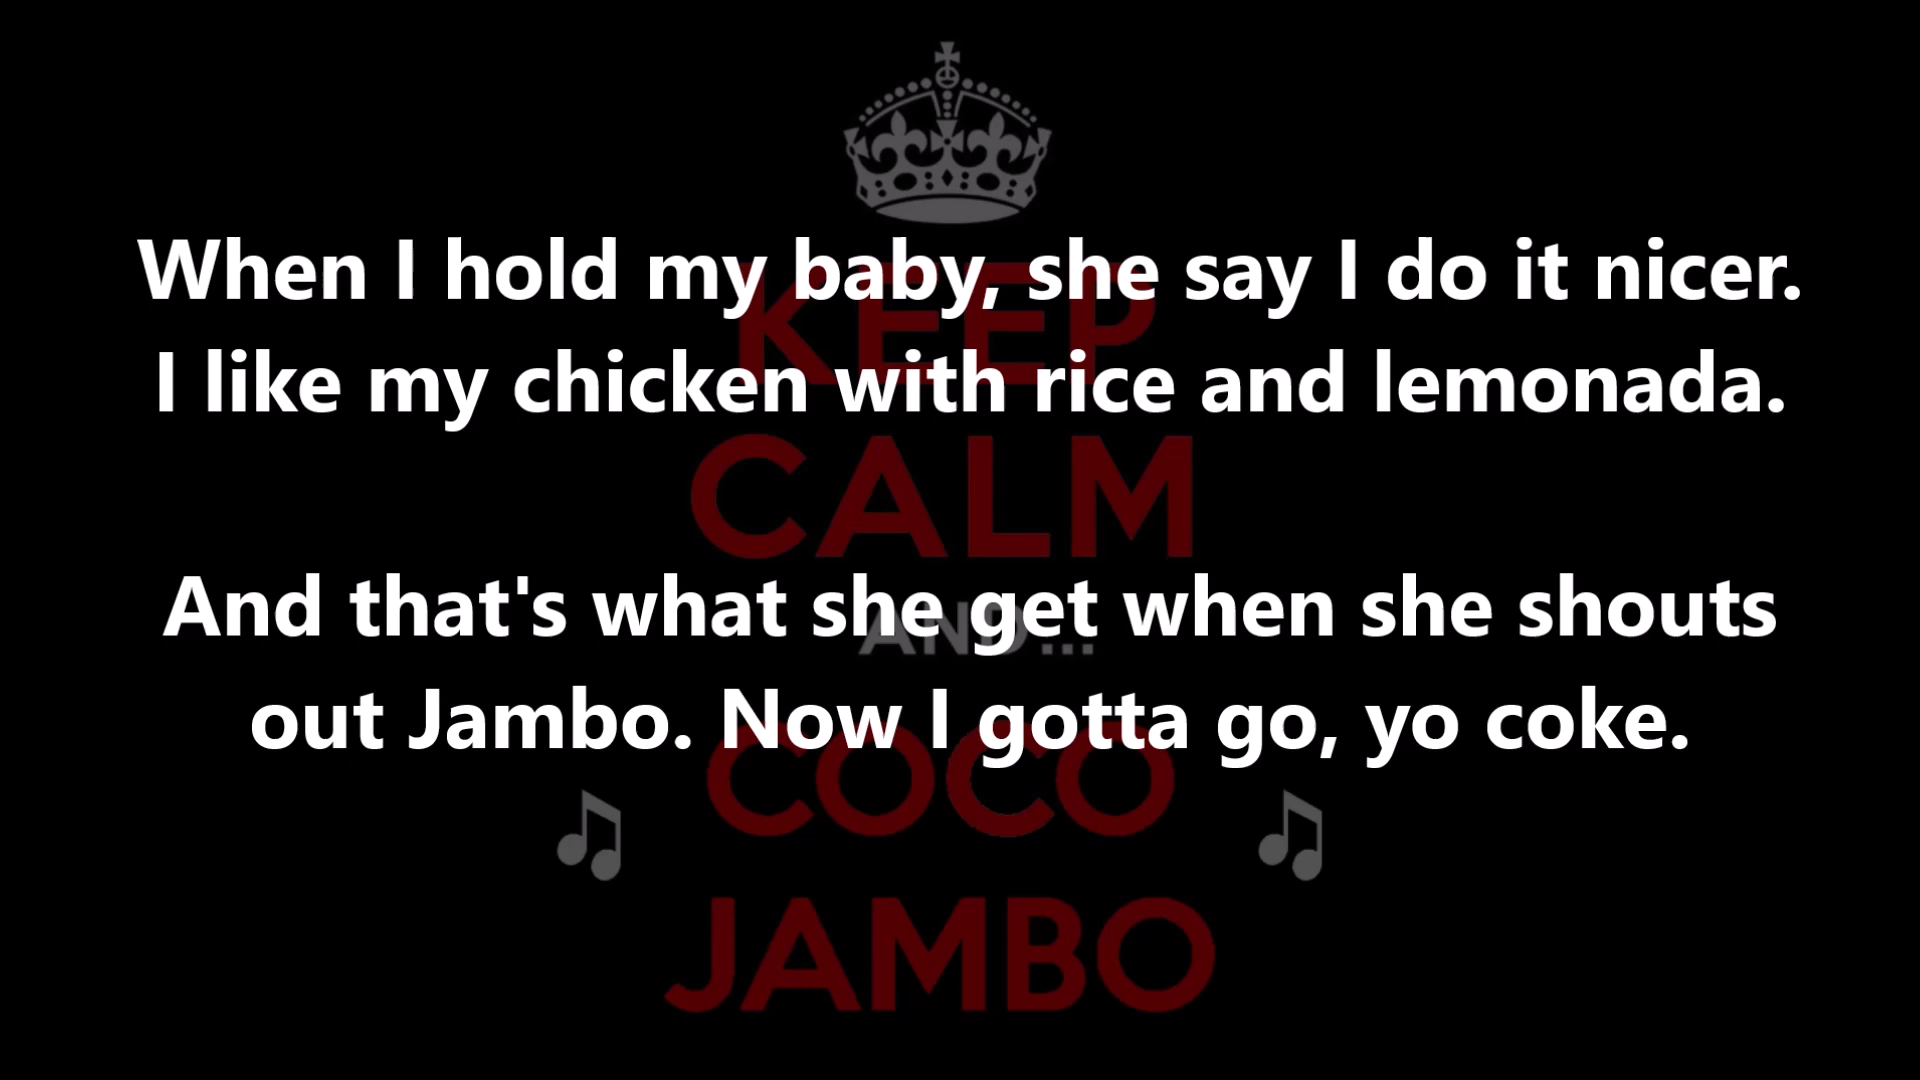 When I hold my baby, she say I do it nicer.
KEEP
I like my chicken with rice and lemonada.
CALM
And that's what she get when she shouts
AND...
out Jambo. Now I gotta go, yo coke.
COCO
JAMBO